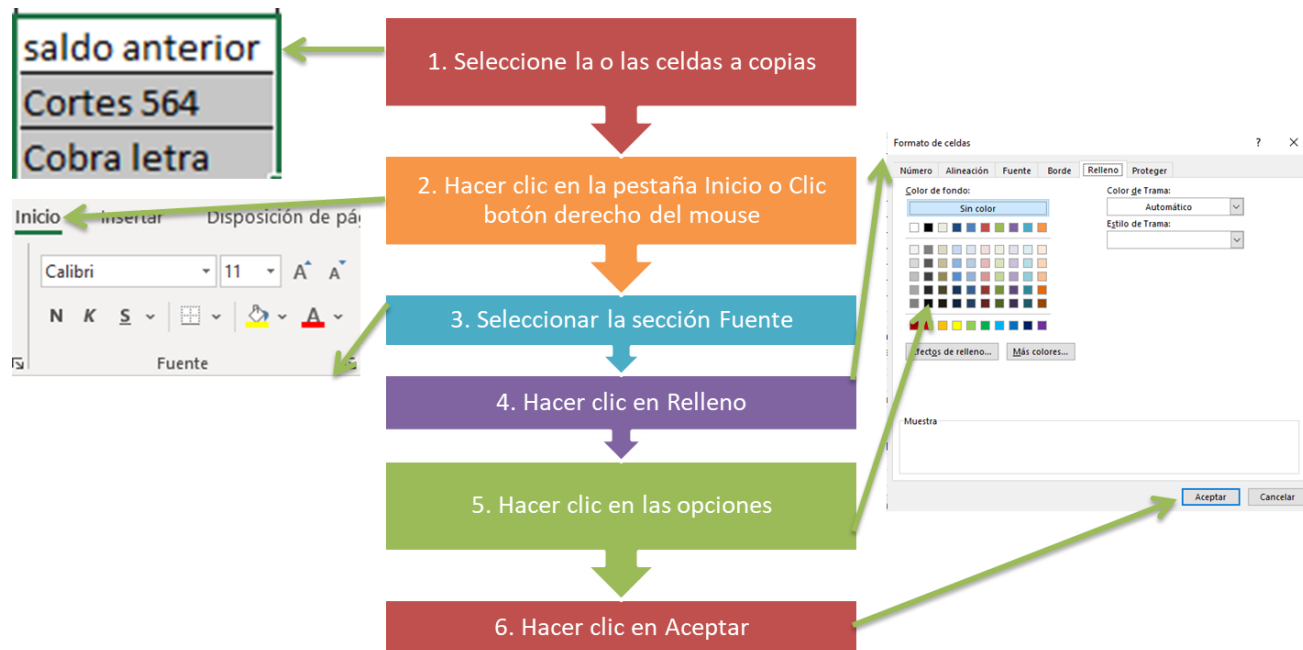 saldo anterior
Cortes 564
Cobra letra
1. Seleccione la o las celdas a copias
2. Hacer clic en la pestaña Inicio o Clic
botón derecho del mouse
Inicio Insertar Disposición de pá
Calibri 11 A A
N K S A
Fuente
3. Seleccionar la sección Fuente
4. Hacer clic en Relleno
5. Hacer clic en las opciones
6. Hacer clic en Aceptar
Formato de celdas ? X
Número Alineación Fuente Borde Relleno Proteger
Color de fondo: Color de Trama:
Sin color Automático
Estilo de Trama:
Efectos de relleno... Más colores...
Muestra
Aceptar Cancelar